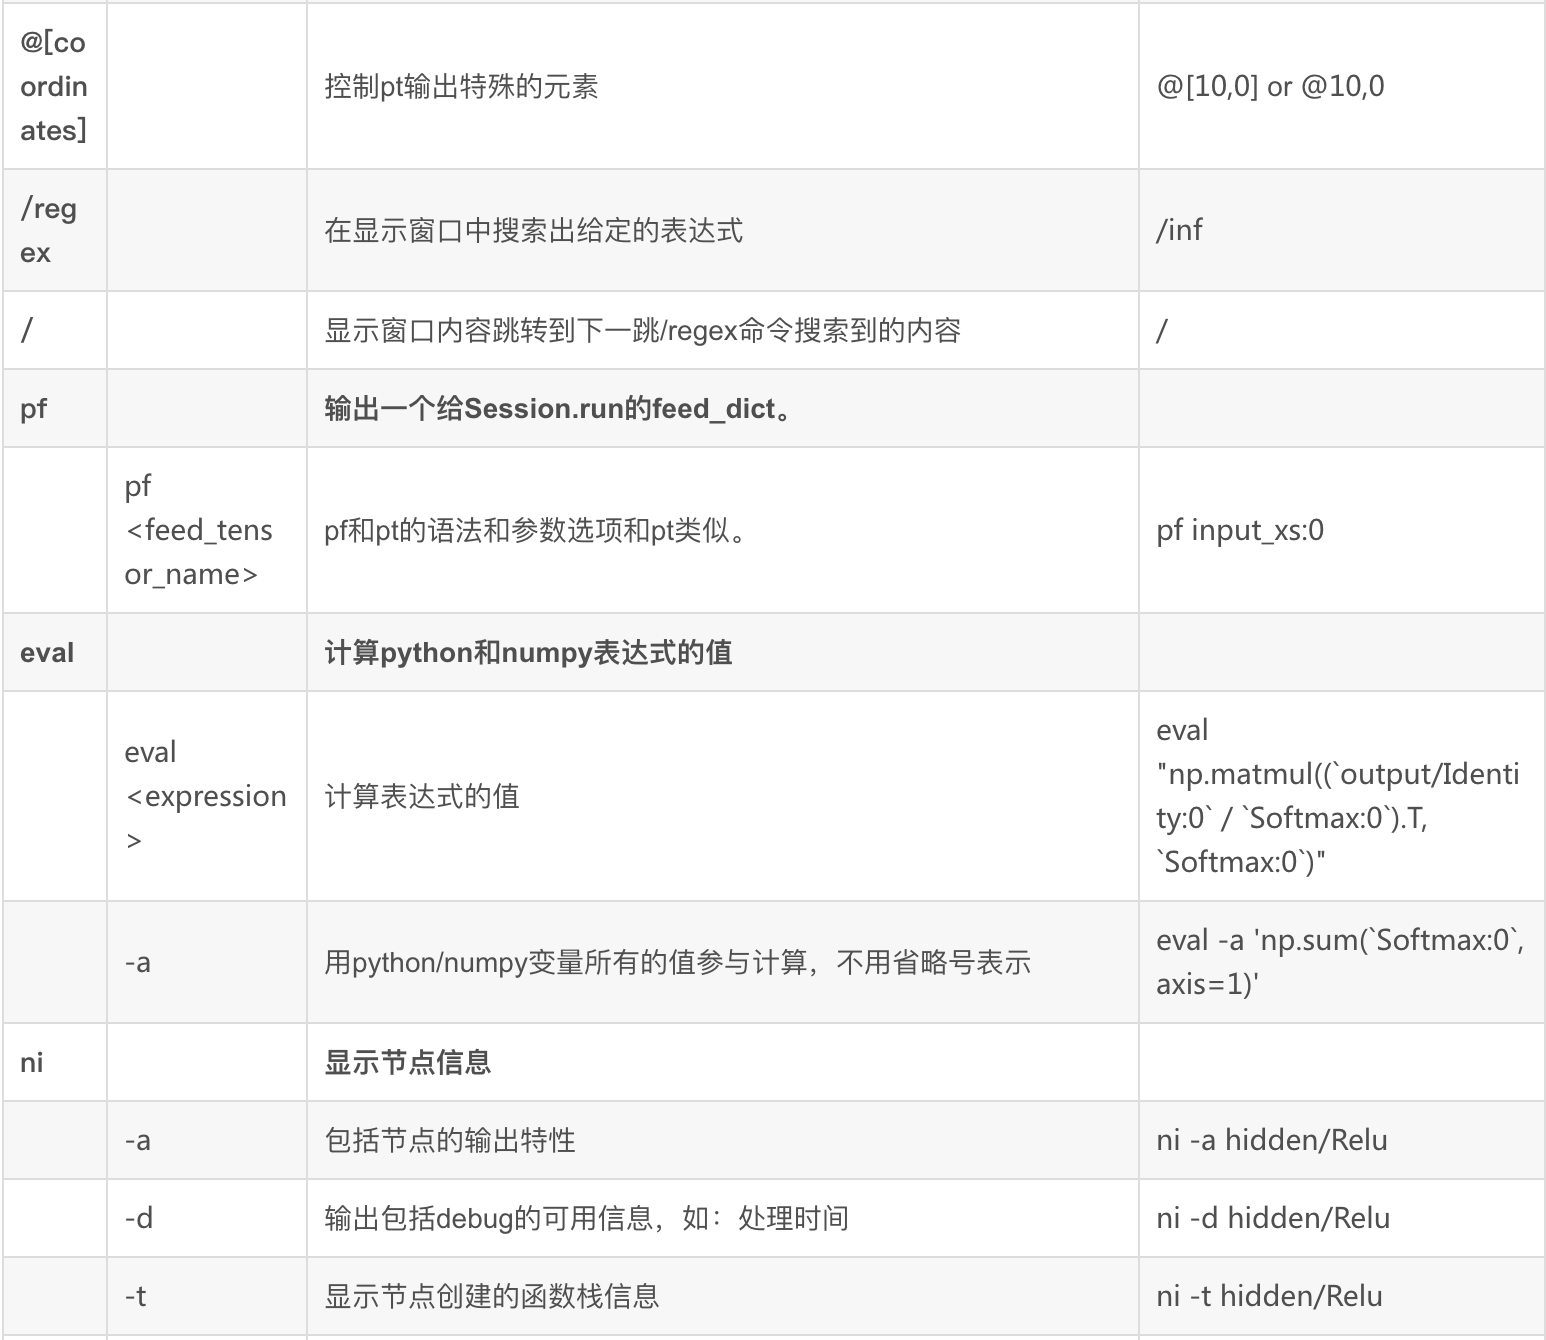 @[co
ordin
ates]
控制pt输出特殊的元素
@[10,0] or @10,0
/reg
ex
在显示窗口中搜索出给定的表达式
/inf
/
显示窗口内容跳转到下一跳/regex命令搜索到的内容
/
pf
输出一个给Session.run的feed_dict。
pf
<feed_tens
or_name>
pf和pt的语法和参数选项和pt类似。
pf input_xs:0
eval
计算python和numpy表达式的值
eval
<expression
>
计算表达式的值
eval
"np.matmul((`output/Identi
ty:0` / `Softmax:0`).T,
`Softmax:0`)"
-a
用python/numpy变量所有的值参与计算，不用省略号表示
eval -a 'np.sum(`Softmax:0`,
axis=1)'
ni
显示节点信息
-a
包括节点的输出特性
ni -a hidden/Relu
-d
输出包括debug的可用信息，如：处理时间
ni -d hidden/Relu
-t
显示节点创建的函数栈信息
ni -t hidden/Relu